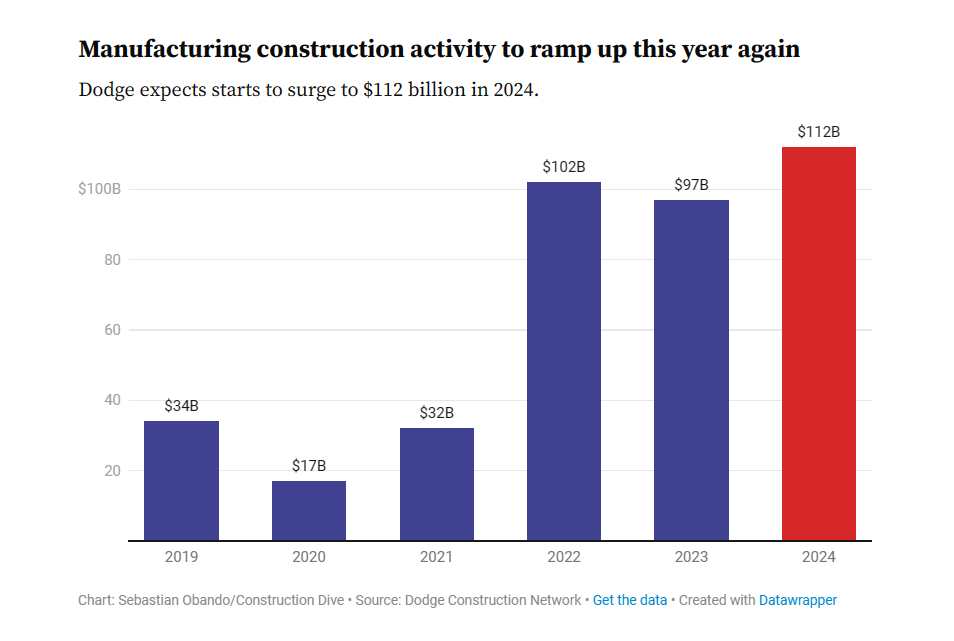 Manufacturing construction activity to ramp up this year again
Dodge expects starts to surge to $112 billion in 2024.
$112B
$102B
$100B
$97B
80
60
40
$34B
$32B
20
$17B
2019 2020 2021 2022 2023 2024
Chart: Sebastian Obando/Construction Dive • Source: Dodge Construction Network • Get the data • Created with Datawrapper